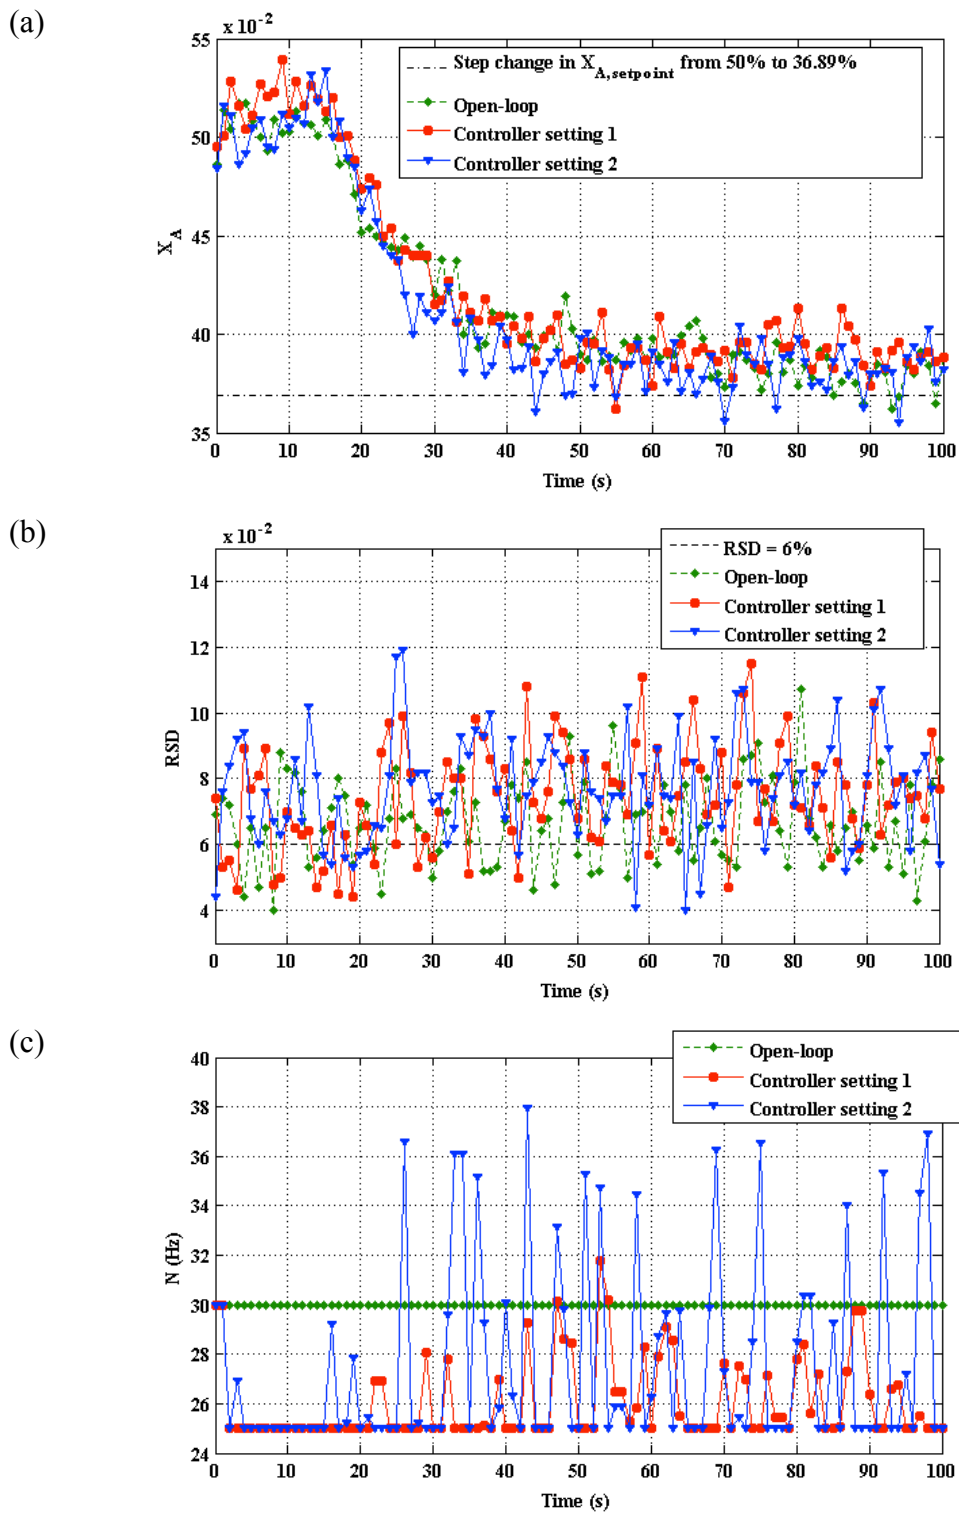 (a)
x 10-2
Step change in XA,setpoint from 50% to 36.89%
Open-loop
Controller setting 1
Controller setting 2
55
50
45
40
35
XA
0 10 20 30 40 50 60 70 80 90 100
Time (s)
(b)
x 10-2
RSD = 6%
Open-loop
Controller setting 1
Controller setting 2
14
12
10
8
6
4
RSD
0 10 20 30 40 50 60 70 80 90 100
Time (s)
(c)
Open-loop
Controller setting 1
Controller setting 2
40
38
36
34
32
30
28
26
24
N (Hz)
0 10 20 30 40 50 60 70 80 90 100
Time (s)